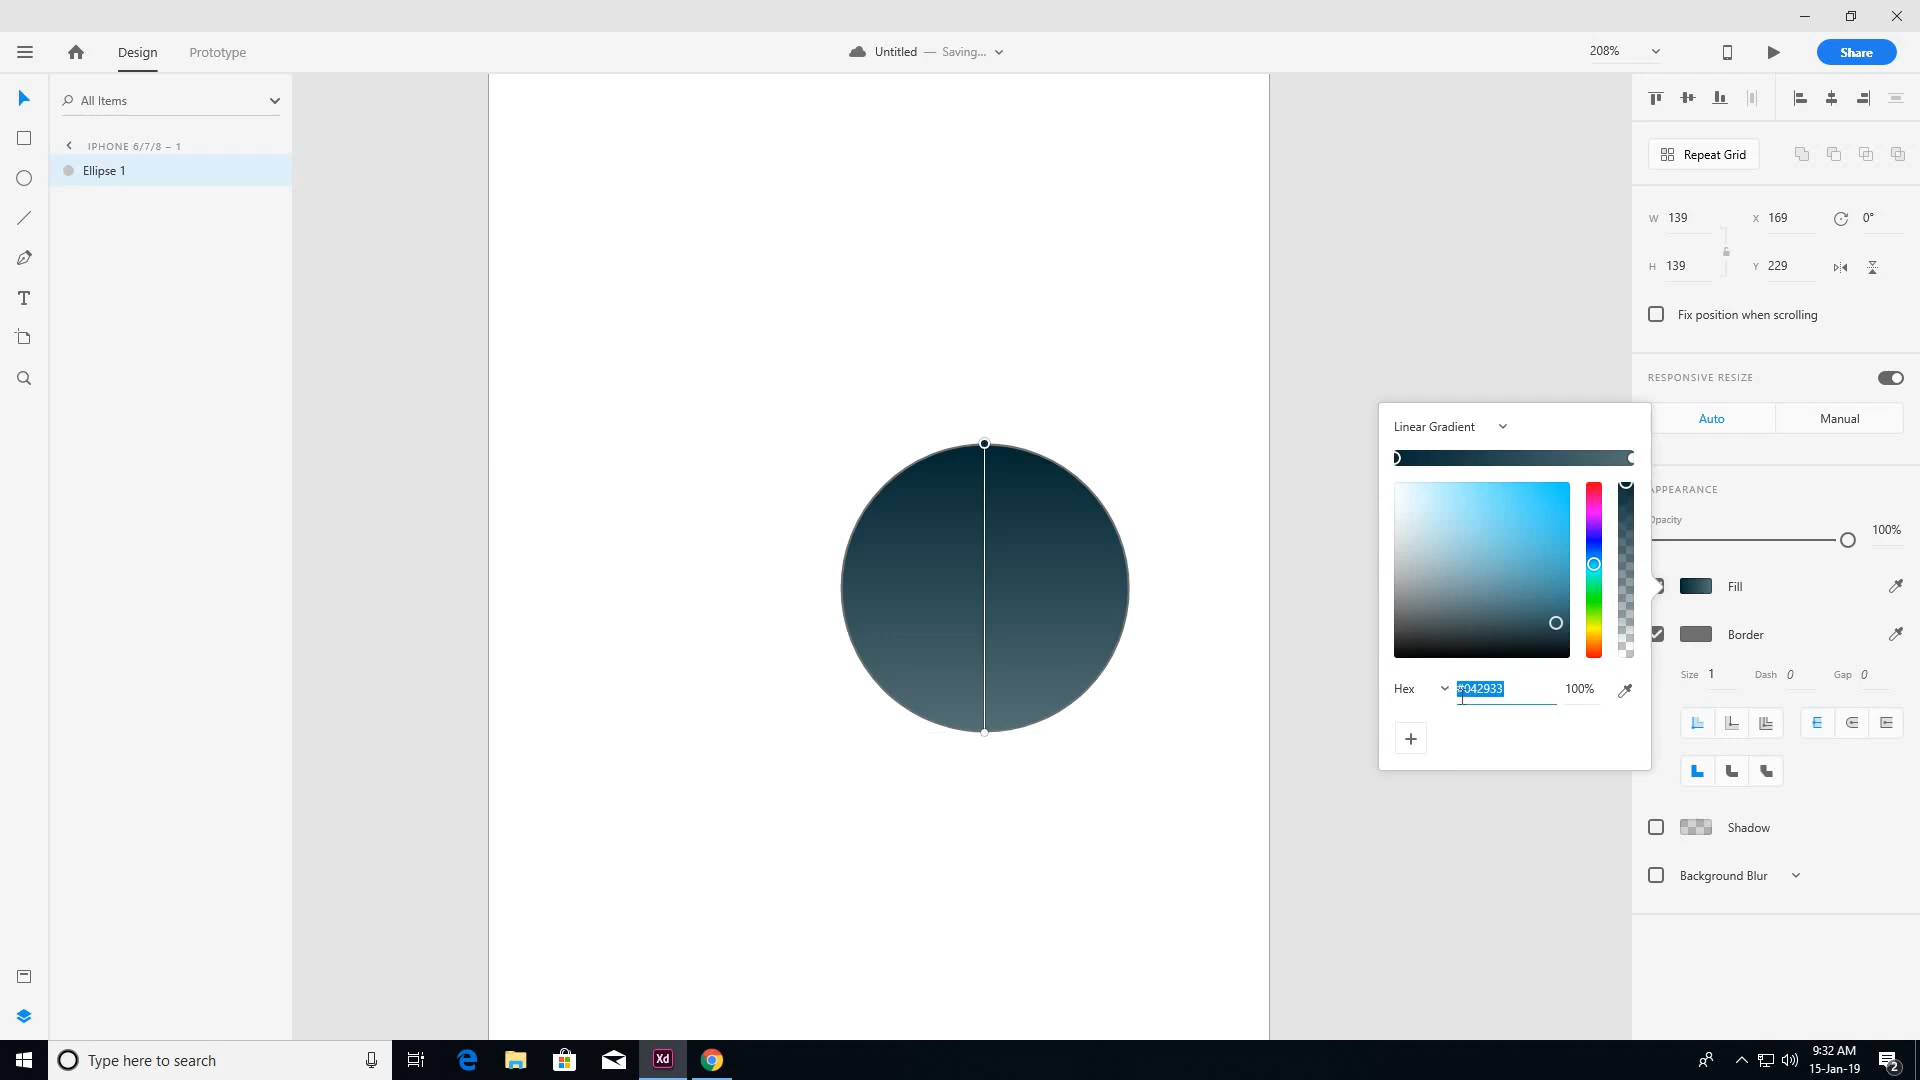 Design
Prototype
Untitled — Saving...
208%
Share
All Items
IPHONE 6/7/8 – 1
Ellipse 1
Repeat Grid
W 139
X 169
0°
H 139
Y 229
Fix position when scrolling
RESPONSIVE RESIZE
Auto
Manual
Linear Gradient
APPEARANCE
Opacity
100%
Fill
Border
Size 1
Dash 0
Gap 0
Hex
#042933
100%
Shadow
Background Blur
Type here to search
Xd
9:32 AM
15-Jan-19
2